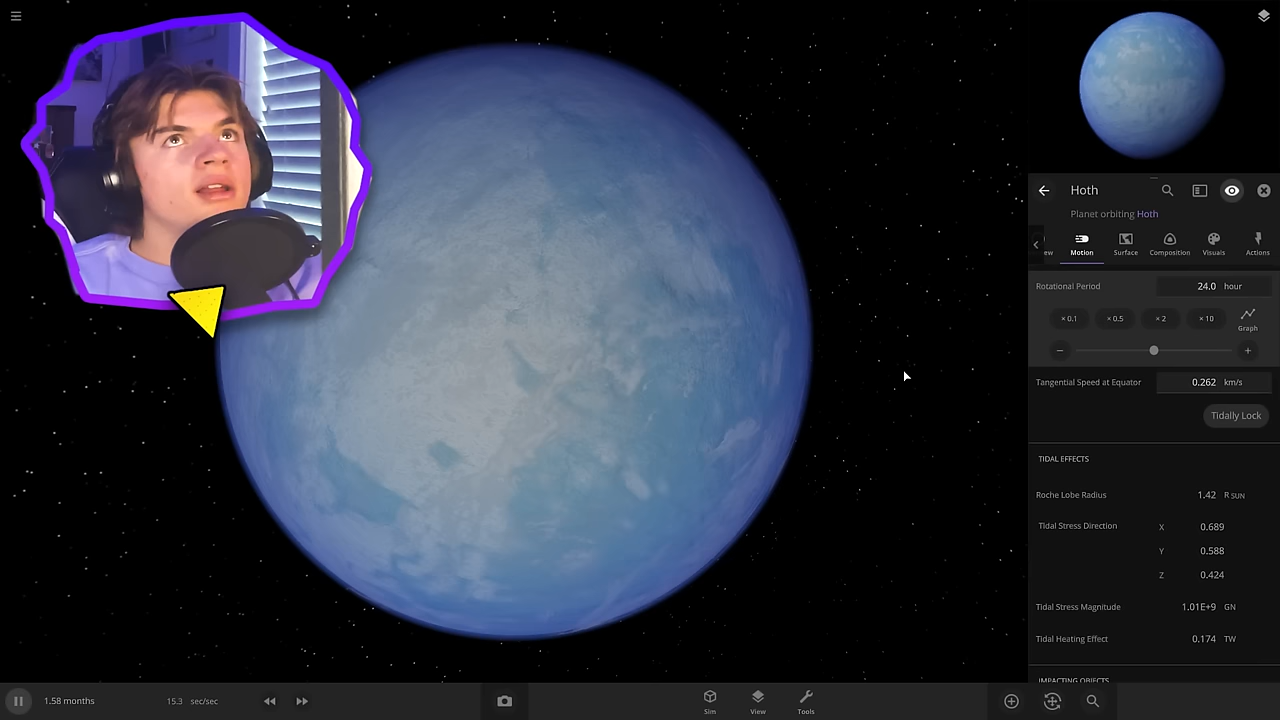 Hoth
Planet orbiting Hoth
ew Motion Surface Composition Visuals Actions
Rotational Period 24.0 hour
× 0.1 × 0.5 × 2 × 10 Graph
Tangential Speed at Equator 0.262 km/s
Tidally Lock
TIDAL EFFECTS
Roche Lobe Radius 1.42 R SUN
Tidal Stress Direction X 0.689
Y 0.588
Z 0.424
Tidal Stress Magnitude 1.01E+9 GN
Tidal Heating Effect 0.174 TW
IMPACTING OBJECTS
1.58 months 15.3 sec/sec Sim View Tools